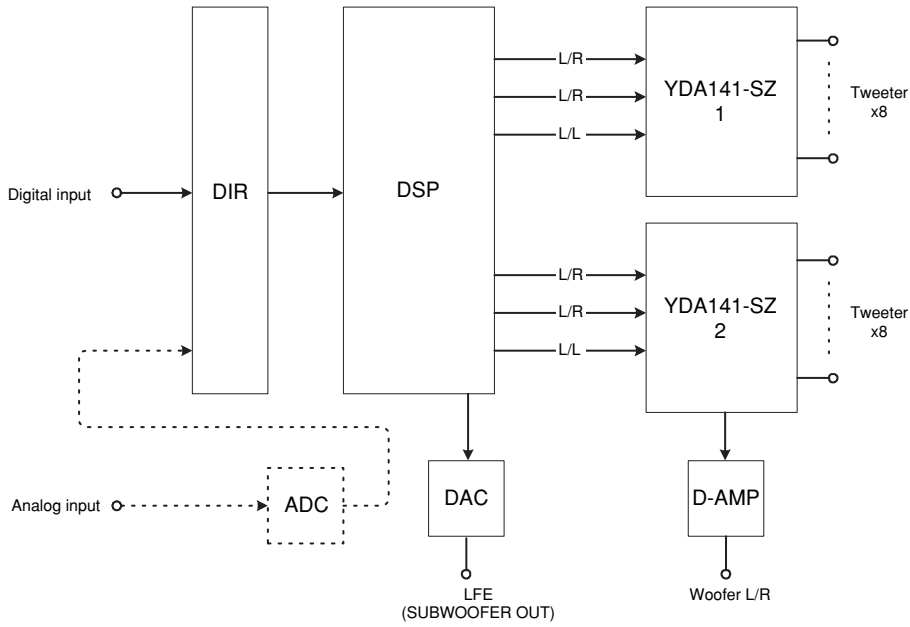 L/R
L/R
L/L
YDA141-SZ
1
Tweeter
x8
Digital input
DIR
DSP
L/R
L/R
L/L
YDA141-SZ
2
Tweeter
x8
Analog input
ADC
DAC
D-AMP
LFE
(SUBWOOFER OUT)
Woofer L/R